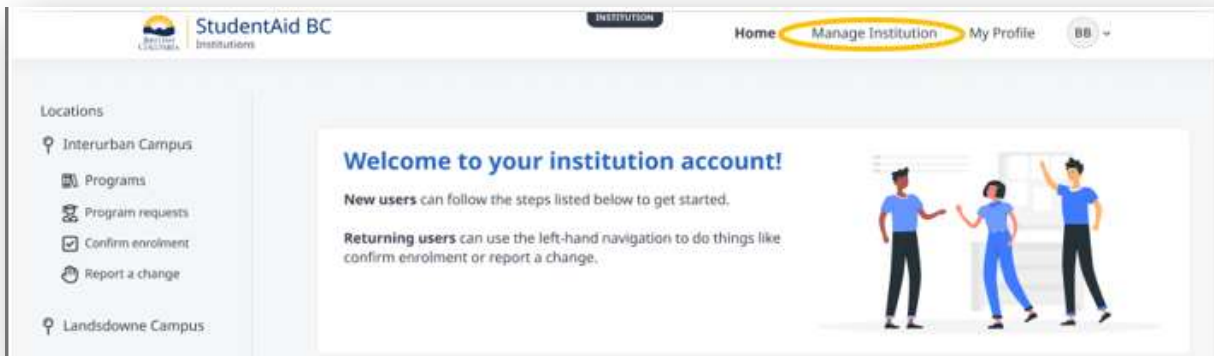 BRITISH
COLUMBIA
StudentAid BC
Institutions
INSTITUTION
Home Manage Institution My Profile BB
Locations
Interurban Campus
Programs
Program requests
Confirm enrolment
Report a change
Landsdowne Campus
Welcome to your institution account!
New users can follow the steps listed below to get started.
Returning users can use the left-hand navigation to do things like
confirm enrolment or report a change.